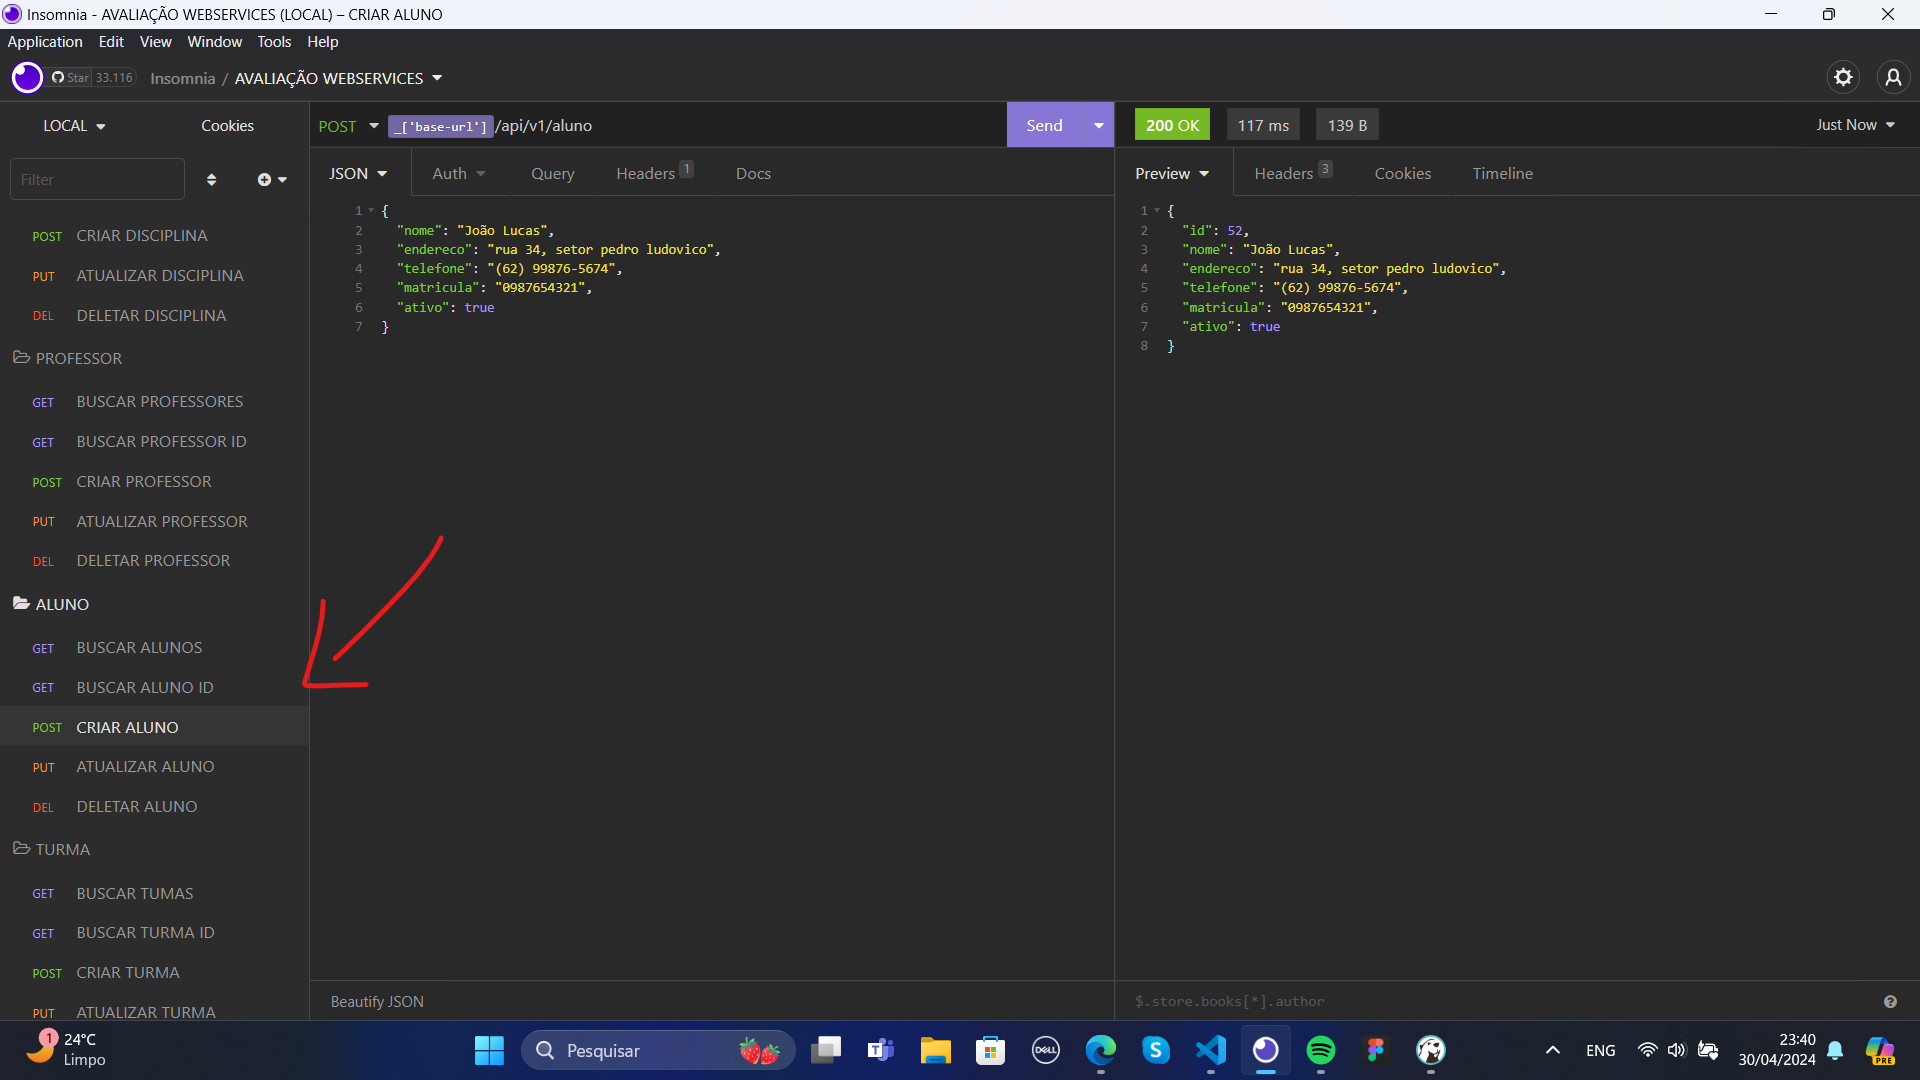 Insomnia - AVALIAÇÃO WEBSERVICES (LOCAL) – CRIAR ALUNO
Application Edit View Window Tools Help
Star 33.116 Insomnia / AVALIAÇÃO WEBSERVICES
LOCAL Cookies
Filter
POST CRIAR DISCIPLINA
PUT ATUALIZAR DISCIPLINA
DEL DELETAR DISCIPLINA
PROFESSOR
GET BUSCAR PROFESSORES
GET BUSCAR PROFESSOR ID
POST CRIAR PROFESSOR
PUT ATUALIZAR PROFESSOR
DEL DELETAR PROFESSOR
ALUNO
GET BUSCAR ALUNOS
GET BUSCAR ALUNO ID
POST CRIAR ALUNO
PUT ATUALIZAR ALUNO
DEL DELETAR ALUNO
TURMA
GET BUSCAR TUMAS
GET BUSCAR TURMA ID
POST CRIAR TURMA
PUT ATUALIZAR TURMA
POST _['base-url']/api/v1/aluno Send
JSON Auth Query Headers 1 Docs
1 {
2 "nome": "João Lucas",
3 "endereco": "rua 34, setor pedro ludovico",
4 "telefone": "(62) 99876-5674",
5 "matricula": "0987654321",
6 "ativo": true
7 }
Beautify JSON
200 OK 117 ms 139 B Just Now
Preview Headers 3 Cookies Timeline
1 {
2 "id": 52,
3 "nome": "João Lucas",
4 "endereco": "rua 34, setor pedro ludovico",
5 "telefone": "(62) 99876-5674",
6 "matricula": "0987654321",
7 "ativo": true
8 }
$.store.books[*].author
1 24°C
Limpo
Pesquisar
DELL
ENG
23:40
30/04/2024
PRE